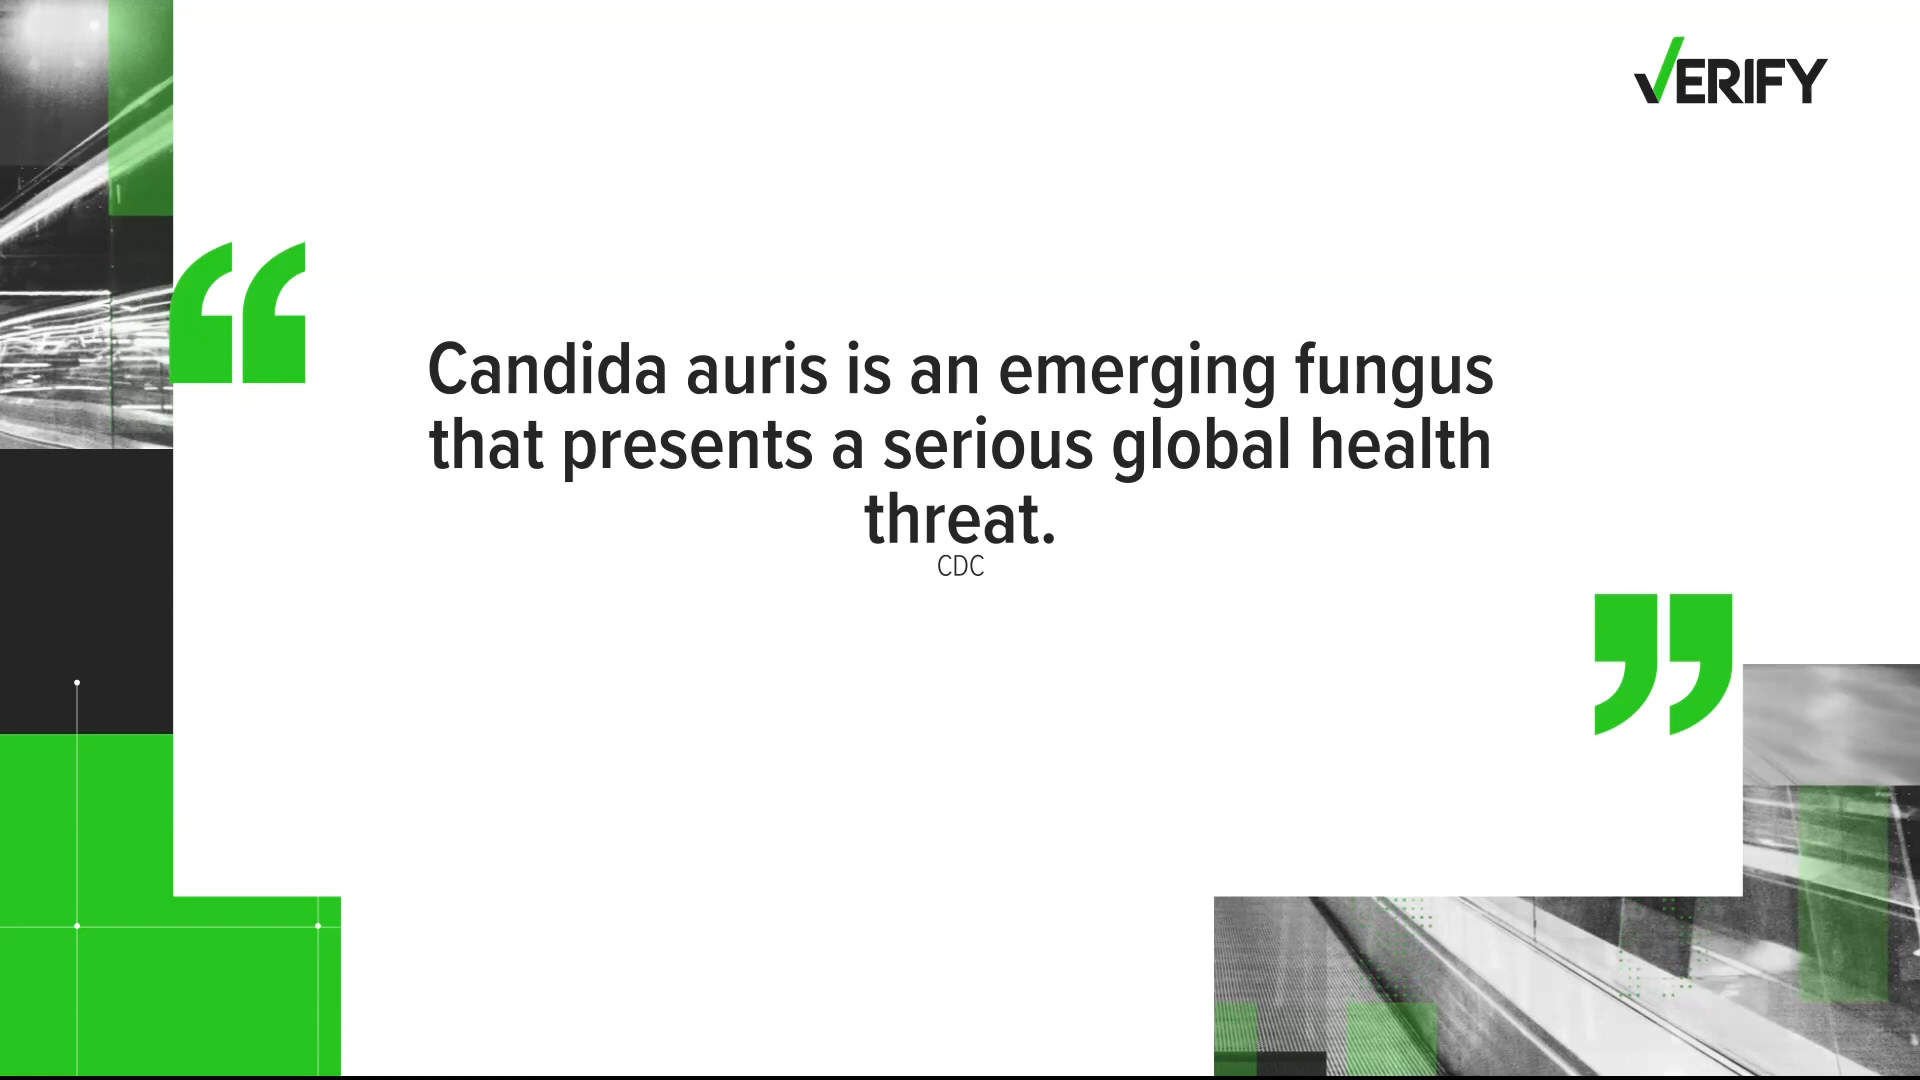 VERIFY
Candida auris is an emerging fungus
that presents a serious global health
threat.
CDC